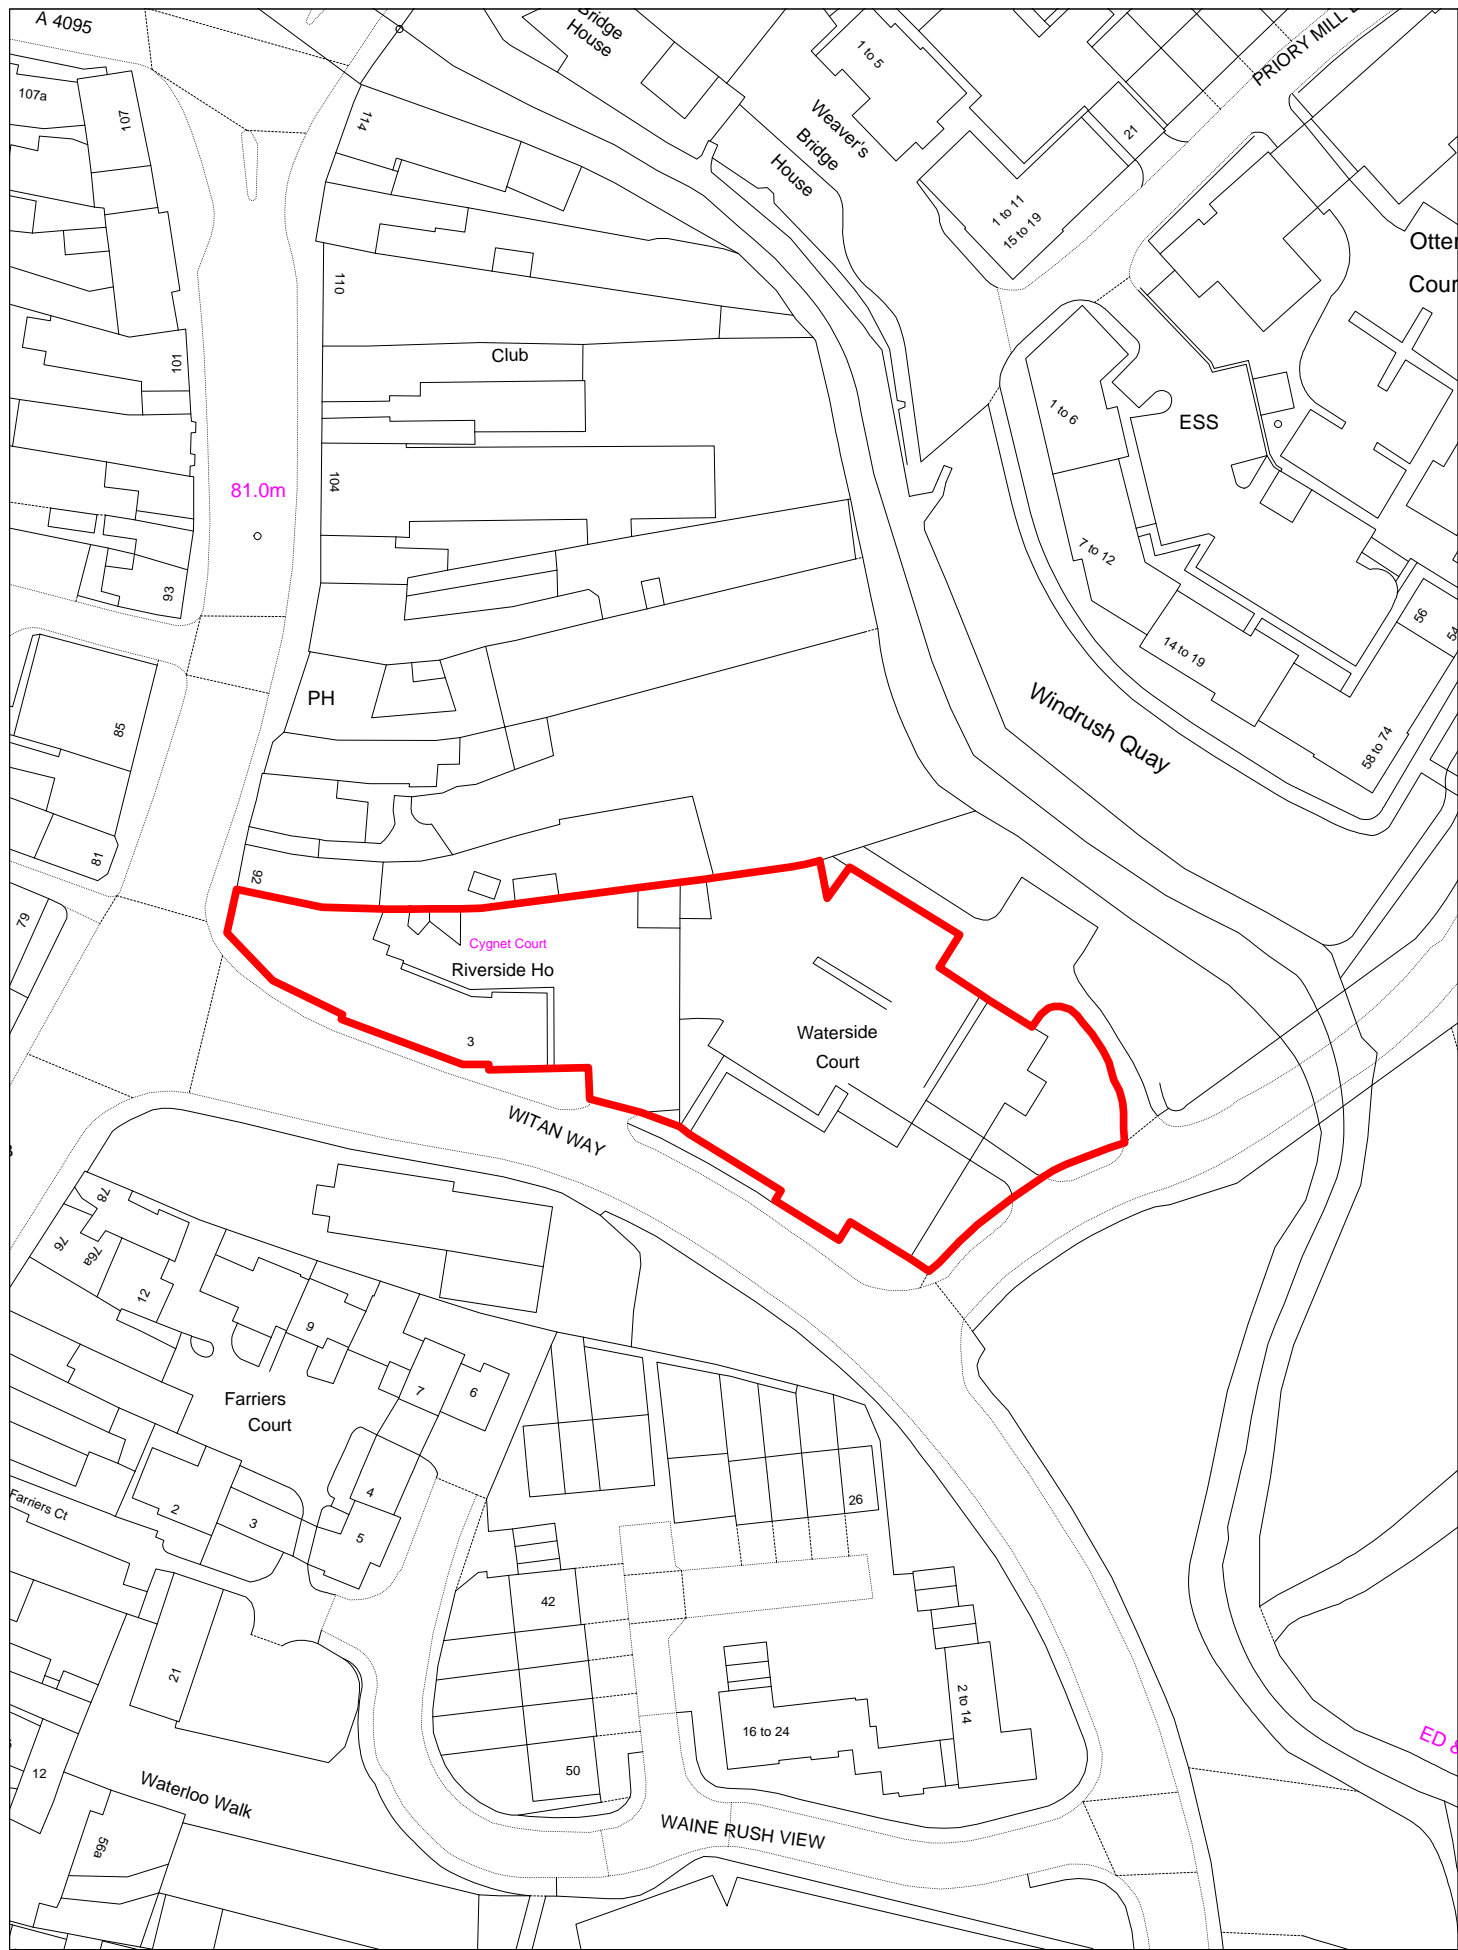 A 4095
Bridge
House
1 to 5
PRIORY MILL
107a
107
114
Weaver's
Bridge
House
21
1 to 11
15 to 19
Otter
Cour
110
101
Club
1 to 6
ESS
104
81.0m
93
7 to 12
56
54
14 to 19
PH
Windrush Quay
85
58 to 74
81
92
79
Cygnet Court
Riverside Ho
3
Waterside
Court
WITAN WAY
78
76
76a
12
9
7
6
Farriers
Court
4
26
Farriers Ct
2
3
5
42
21
2 to 14
16 to 24
ED &
12
50
Waterloo Walk
56a
WAINE RUSH VIEW